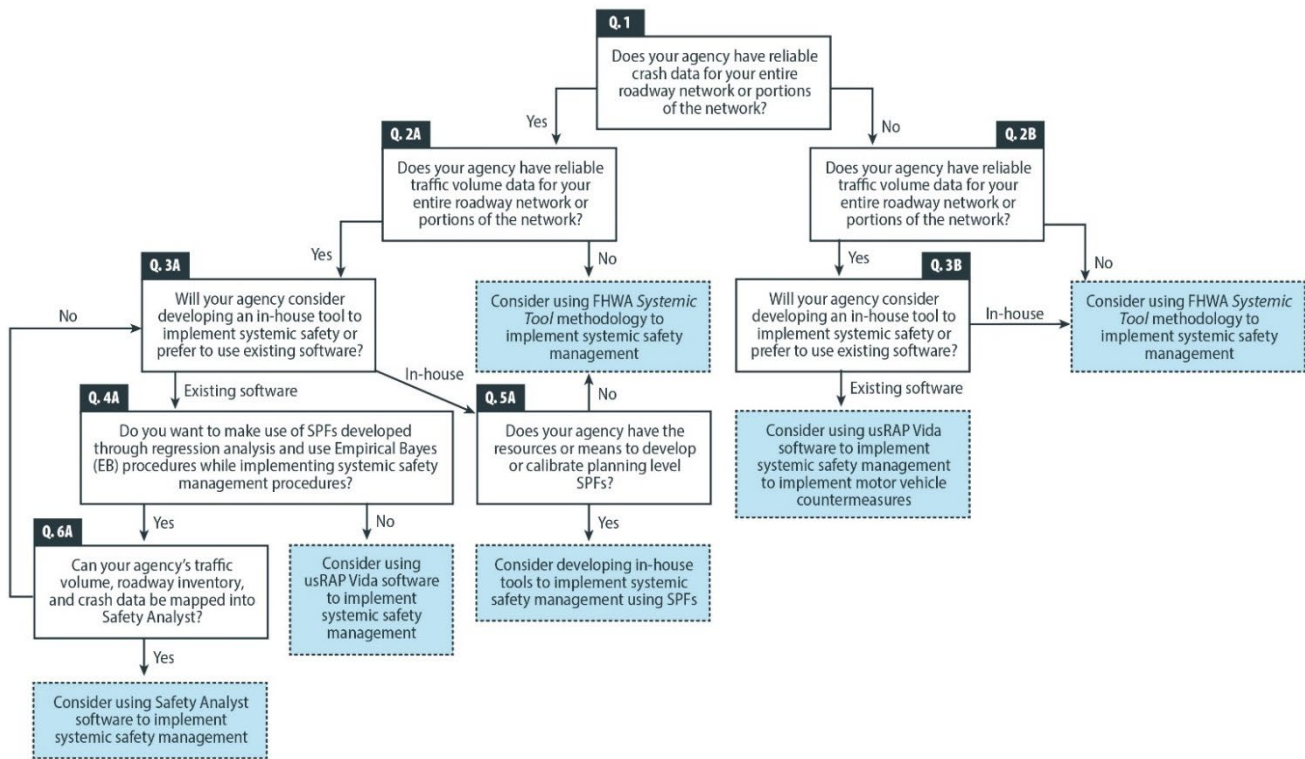 Q. 1
Does your agency have reliable
crash data for your entire
roadway network or portions
of the network?
Yes
No
Q. 2A
Does your agency have reliable
traffic volume data for your
entire roadway network or
portions of the network?
Q. 2B
Does your agency have reliable
traffic volume data for your
entire roadway network or
portions of the network?
Yes
No
Yes
No
Q. 3A
Will your agency consider
developing an in-house tool to
implement systemic safety or
prefer to use existing software?
No
Consider using FHWA Systemic
Tool methodology to
implement systemic safety
management
Q. 3B
Will your agency consider
developing an in-house tool to
implement systemic safety or
prefer to use existing software?
In-house
Consider using FHWA Systemic
Tool methodology to
implement systemic safety
management
Existing software
In-house
No
Existing software
Q. 4A
Do you want to make use of SPFs developed
through regression analysis and use Empirical Bayes
(EB) procedures while implementing systemic safety
management procedures?
Q. 5A
Does your agency have the
resources or means to develop
or calibrate planning level
SPFs?
Consider using usRAP Vida
software to implement
systemic safety management
to implement motor vehicle
countermeasures
Yes
No
Yes
Q. 6A
Can your agency's traffic
volume, roadway inventory,
and crash data be mapped into
Safety Analyst?
Consider using
usRAP Vida software
to implement
systemic safety
management
Consider developing in-house
tools to implement systemic
safety management using SPFs
Yes
Consider using Safety Analyst
software to implement
systemic safety management